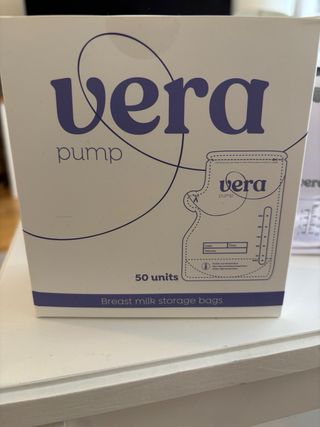 vera
pump
vera
pump
50 units
Breast milk storage bags